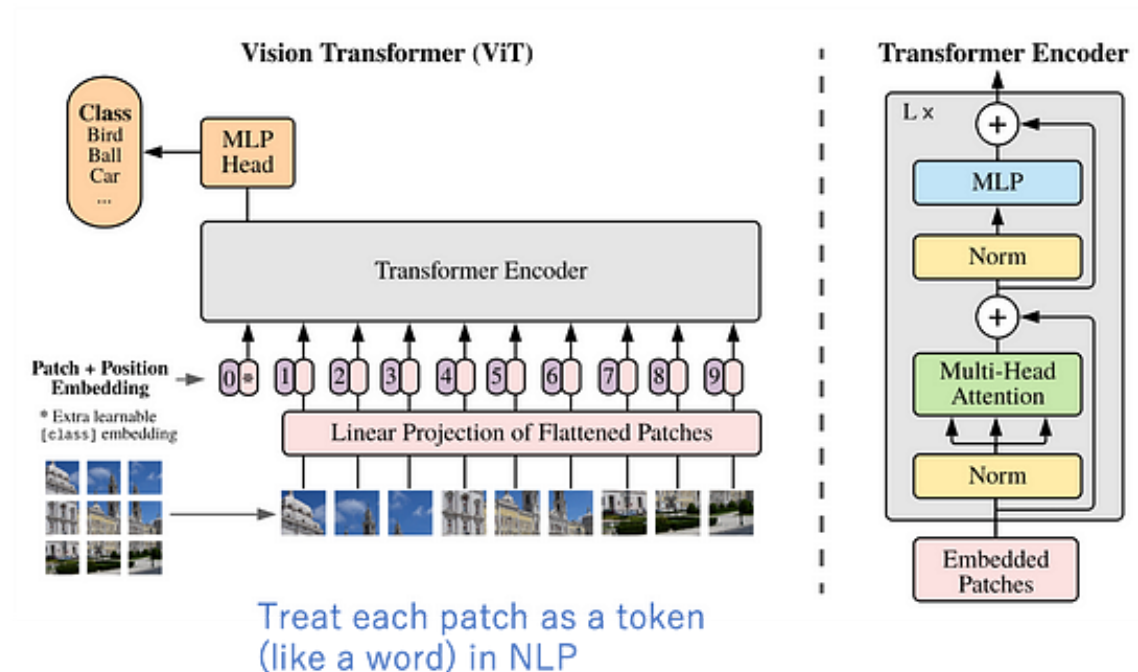 Vision Transformer (ViT)
Class
Bird
Ball
Car
...
MLP
Head
Transformer Encoder
Patch + Position
Embedding
* Extra learnable
[class] embedding
0 * 1 2 3 4 5 6 7 8 9
Linear Projection of Flattened Patches
Treat each patch as a token
(like a word) in NLP
Transformer Encoder
L ×
+
MLP
Norm
+
Multi-Head
Attention
Norm
Embedded
Patches